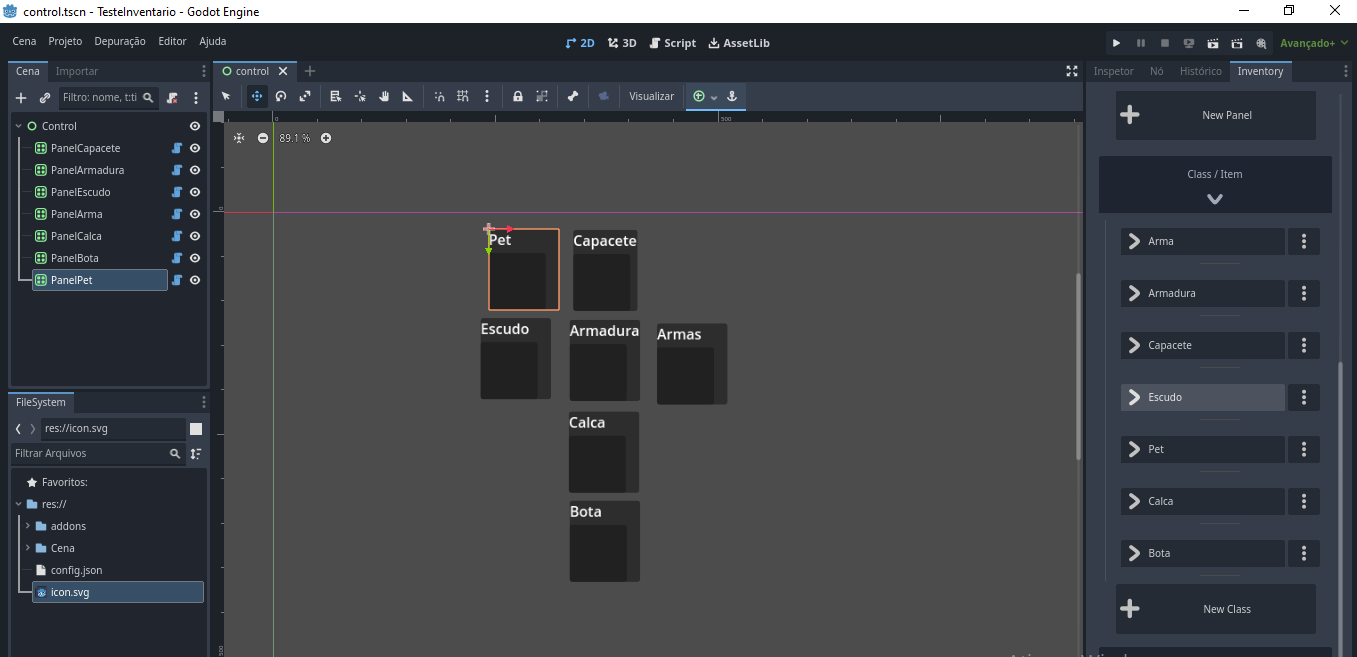 control.tscn - TesteInventario - Godot Engine
Cena Projeto Depuração Editor Ajuda
2D 3D Script AssetLib
Avançado+
Cena Importar
control
Inspetor Nó Histórico Inventory
Filtro: nome, t:ti
Visualizar
0 500
89.1 %
Control
PanelCapacete
PanelArmadura
PanelEscudo
PanelArma
PanelCalca
PanelBota
PanelPet
FileSystem
res://icon.svg
Filtrar Arquivos
Favoritos:
res://
addons
Cena
config.json
icon.svg
0
500
Pet Capacete
Escudo Armadura Armas
Calca
Bota
New Panel
Class / Item
Arma
Armadura
Capacete
Escudo
Pet
Calca
Bota
New Class